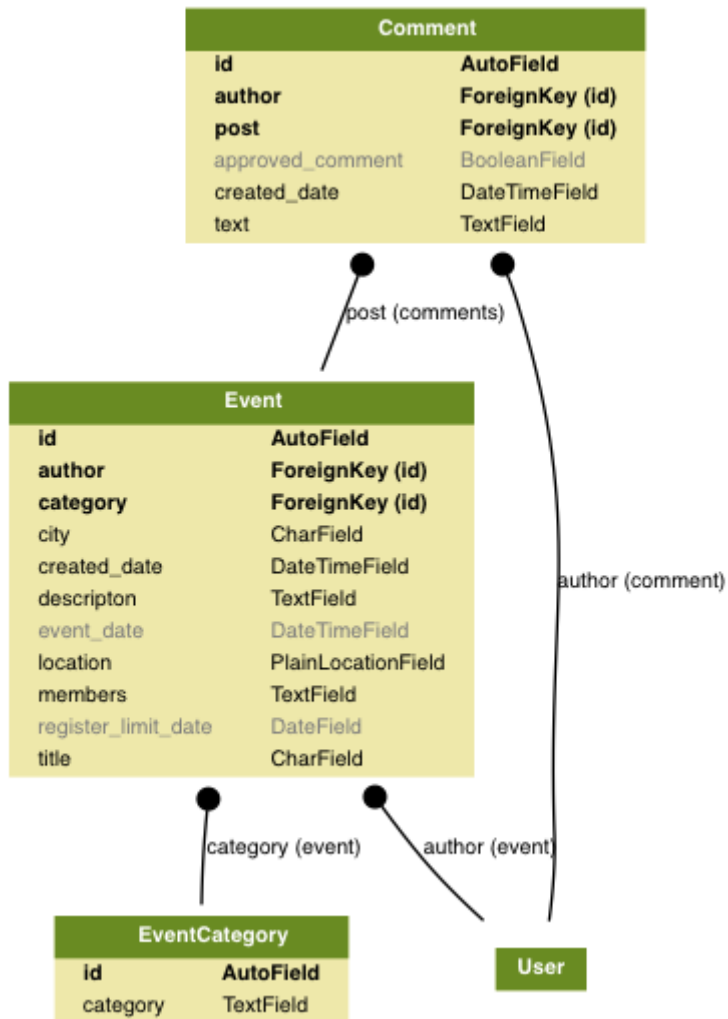 Comment
id AutoField
author ForeignKey (id)
post ForeignKey (id)
approved_comment BooleanField
created_date DateTimeField
text TextField
post (comments)
Event
id AutoField
author ForeignKey (id)
category ForeignKey (id)
city CharField
created_date DateTimeField
descripton TextField
event_date DateTimeField
location PlainLocationField
members TextField
register_limit_date DateField
title CharField
author (comment)
category (event)
author (event)
EventCategory
id AutoField
category TextField
User